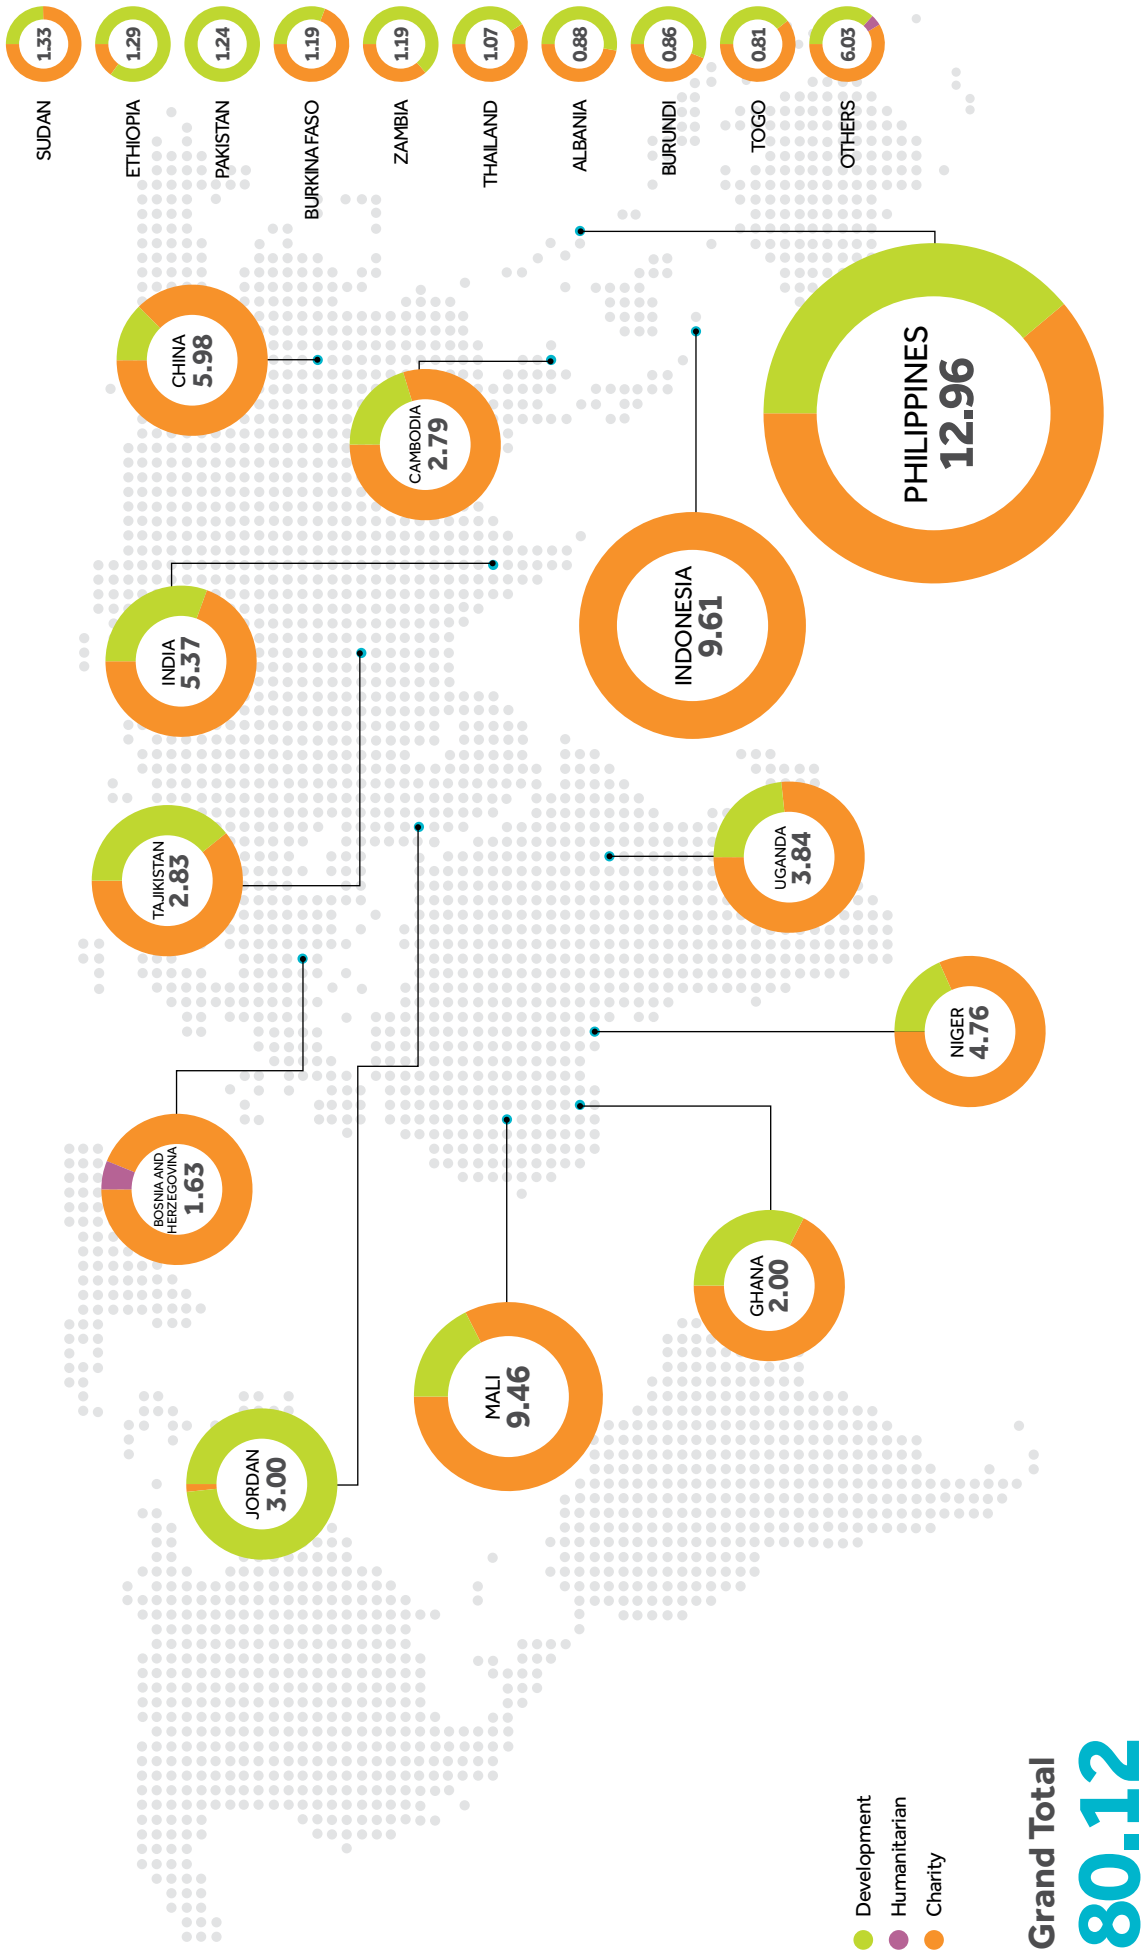 JORDAN
3.00
BOSNIA AND
HERZEGOVINA
1.63
TAJIKISTAN
2.83
INDIA
5.37
CHINA
5.98
CAMBODIA
2.79
MALI
9.46
GHANA
2.00
NIGER
4.76
UGANDA
3.84
INDONESIA
9.61
PHILIPPINES
12.96
SUDAN
1.33
ETHIOPIA
1.29
PAKISTAN
1.24
BURKINA FASO
1.19
ZAMBIA
1.19
THAILAND
1.07
ALBANIA
0.88
BURUNDI
0.86
TOGO
0.81
OTHERS
6.03
Development
Humanitarian
Charity
Grand Total
80.12